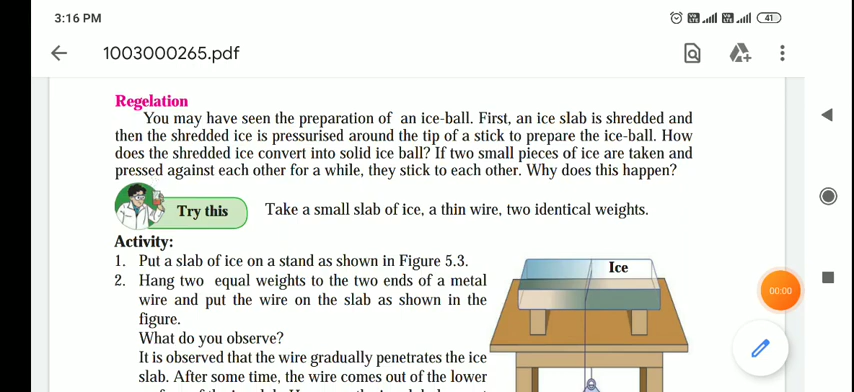 3:16 PM
41
1003000265.pdf
Regelation
You may have seen the preparation of an ice-ball. First, an ice slab is shredded and
then the shredded ice is pressurised around the tip of a stick to prepare the ice-ball. How
does the shredded ice convert into solid ice ball? If two small pieces of ice are taken and
pressed against each other for a while, they stick to each other. Why does this happen?
Try this
Take a small slab of ice, a thin wire, two identical weights.
Activity:
1. Put a slab of ice on a stand as shown in Figure 5.3.
2. Hang two equal weights to the two ends of a metal
wire and put the wire on the slab as shown in the
figure.
What do you observe?
It is observed that the wire gradually penetrates the ice
slab. After some time, the wire comes out of the lower
Ice
00:00